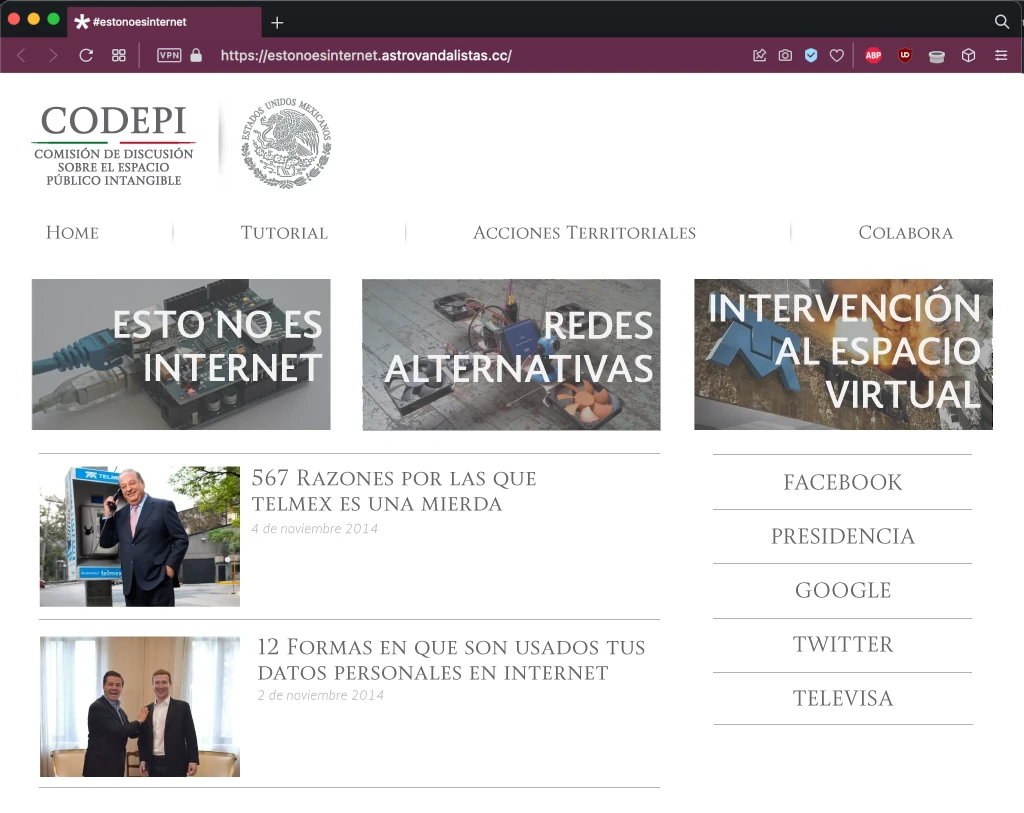 #estonoesinternet
VPN
https://estonoesinternet.astrovandalistas.cc/
ABP
CODEPI
COMISIÓN DE DISCUSIÓN
SOBRE EL ESPACIO
PÚBLICO INTANGIBLE
ESTADOS UNIDOS MEXICANOS
HOME
TUTORIAL
ACCIONES TERRITORIALES
COLABORA
ESTO NO ES
INTERNET
REDES
ALTERNATIVAS
INTERVENCIÓN
AL ESPACIO
VIRTUAL
TELMEX
telmex
567 RAZONES POR LAS QUE
TELMEX ES UNA MIERDA
4 de noviembre 2014
12 FORMAS EN QUE SON USADOS TUS
DATOS PERSONALES EN INTERNET
2 de noviembre 2014
FACEBOOK
PRESIDENCIA
GOOGLE
TWITTER
TELEVISA